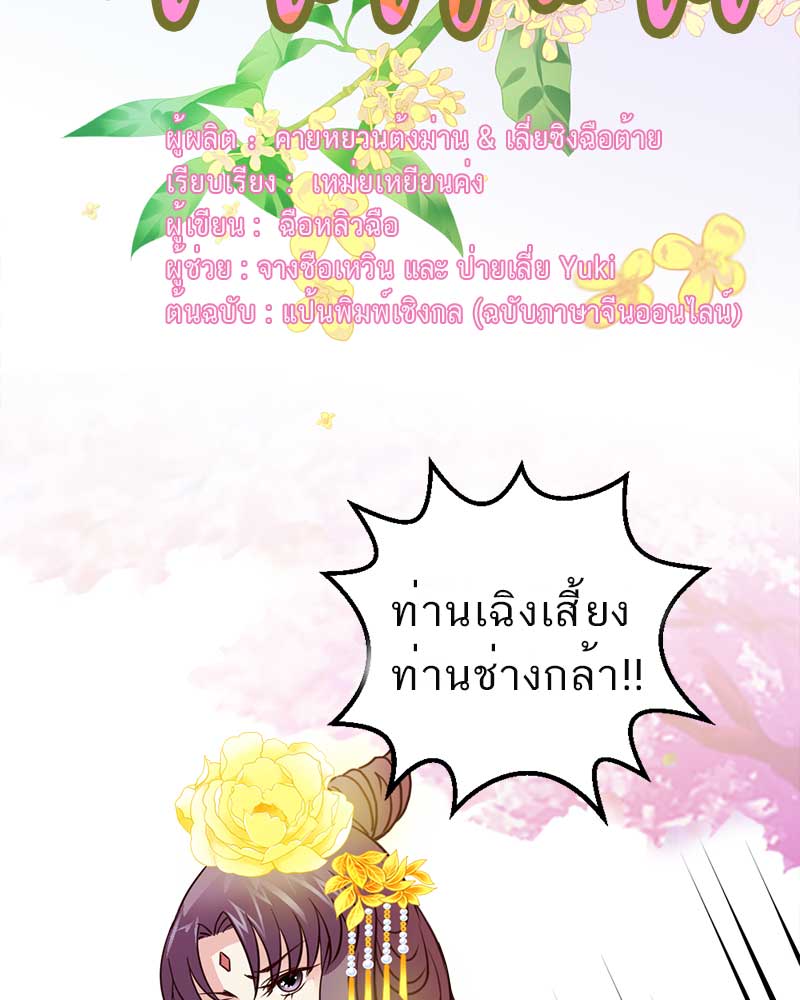 ผู้ผลิต : คายหยวนต้งม่าน & เลี่ยชิงฉือต้าย
เรียบเรียง : เหม่ยเหยียนค่ง
ผู้เขียน : ฉือหลิวฉือ
ผู้ช่วย : จางซือเหวิน และ ป่ายเลี่ย Yuki
ต้นฉบับ : แป้นพิมพ์เชิงกล (ฉบับภาษาจีนออนไลน์)
ท่านเฉิงเสี้ยง
ท่านช่างกล้า!!